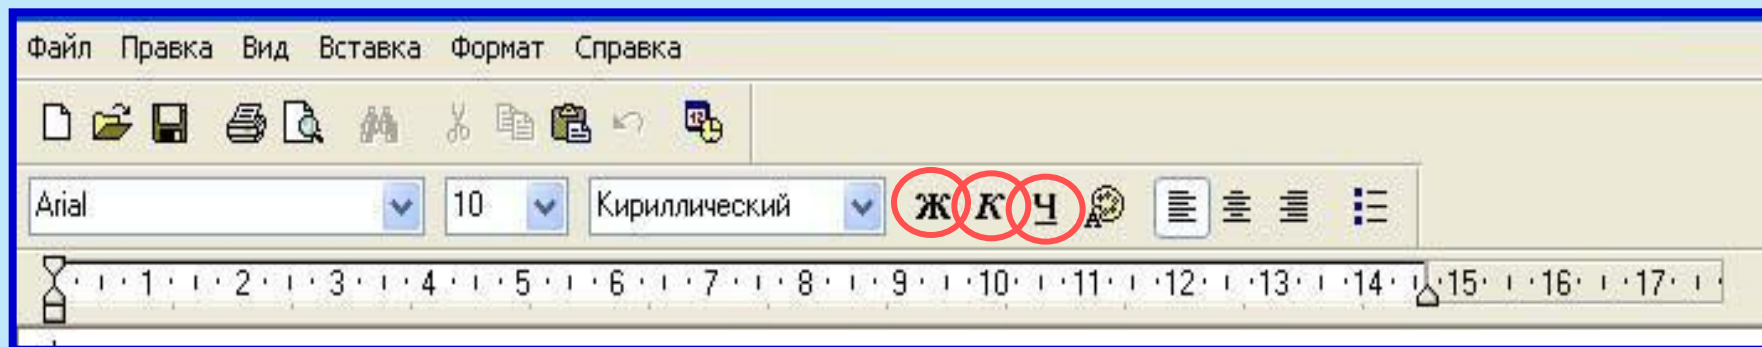 Файл Правка Вид Вставка Формат Справка
12
Arial 10 Кириллический Ж К Ч А
1 2 3 4 5 6 7 8 9 10 11 12 13 14 15 16 17